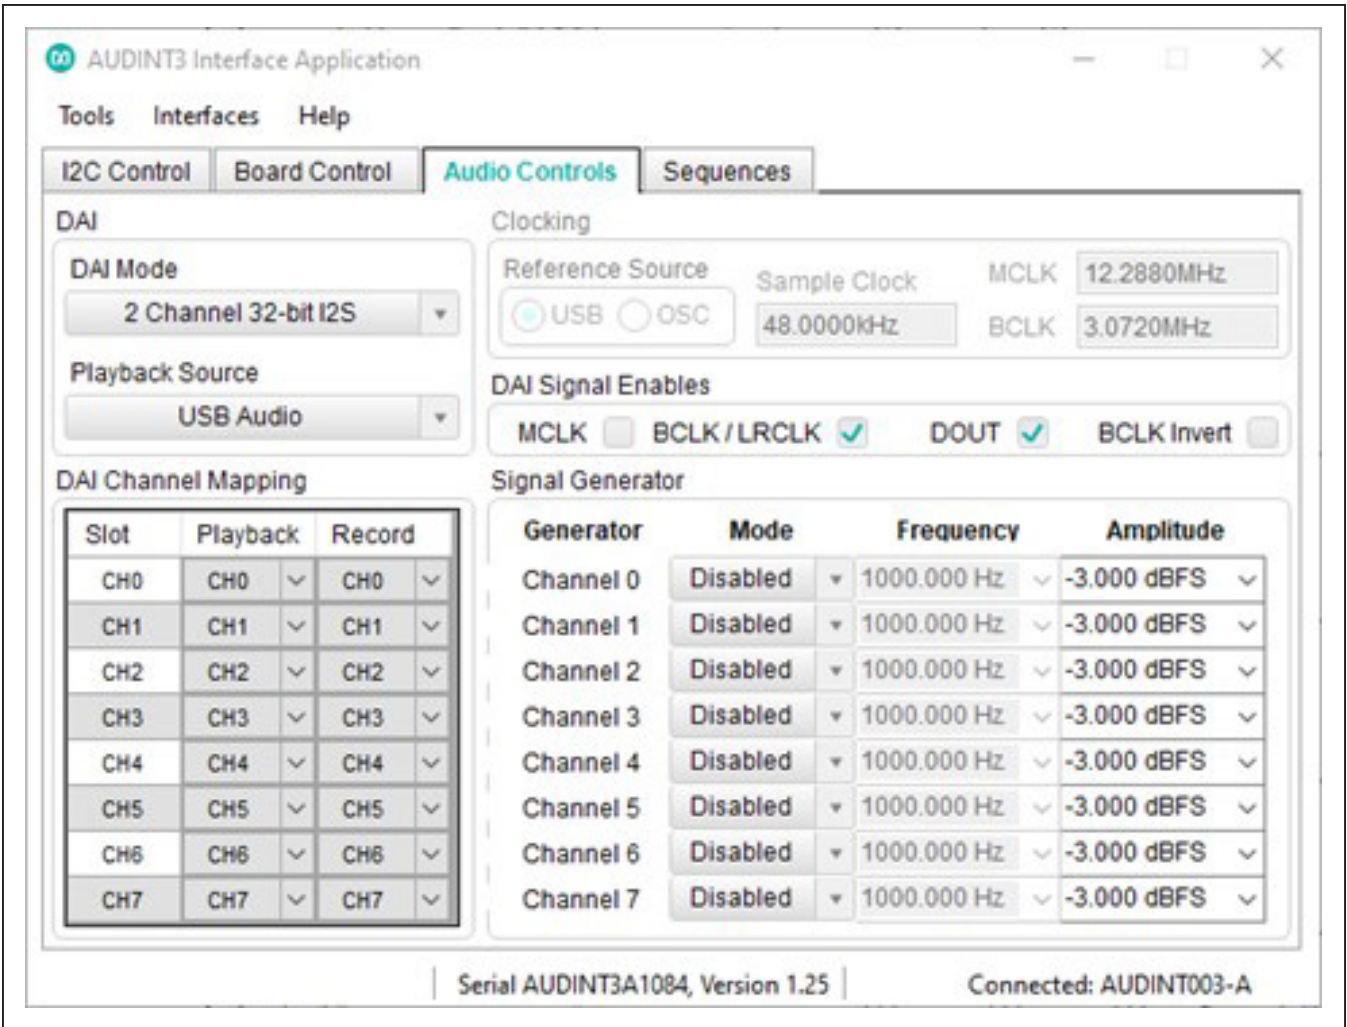 AUDINT3 Interface Application
Tools Interfaces Help
I2C Control Board Control Audio Controls Sequences
DAI
DAI Mode
2 Channel 32-bit I2S
Playback Source
USB Audio
Clocking
Reference Source
USB OSC
Sample Clock
48.0000kHz
MCLK 12.2880MHz
BCLK 3.0720MHz
DAI Signal Enables
MCLK BCLK / LRCLK DOUT BCLK Invert
DAI Channel Mapping
Slot Playback Record
CH0 CH0 CH0
CH1 CH1 CH1
CH2 CH2 CH2
CH3 CH3 CH3
CH4 CH4 CH4
CH5 CH5 CH5
CH6 CH6 CH6
CH7 CH7 CH7
Signal Generator
Generator Mode Frequency Amplitude
Channel 0 Disabled 1000.000 Hz -3.000 dBFS
Channel 1 Disabled 1000.000 Hz -3.000 dBFS
Channel 2 Disabled 1000.000 Hz -3.000 dBFS
Channel 3 Disabled 1000.000 Hz -3.000 dBFS
Channel 4 Disabled 1000.000 Hz -3.000 dBFS
Channel 5 Disabled 1000.000 Hz -3.000 dBFS
Channel 6 Disabled 1000.000 Hz -3.000 dBFS
Channel 7 Disabled 1000.000 Hz -3.000 dBFS
Serial AUDINT3A1084, Version 1.25 Connected: AUDINT003-A